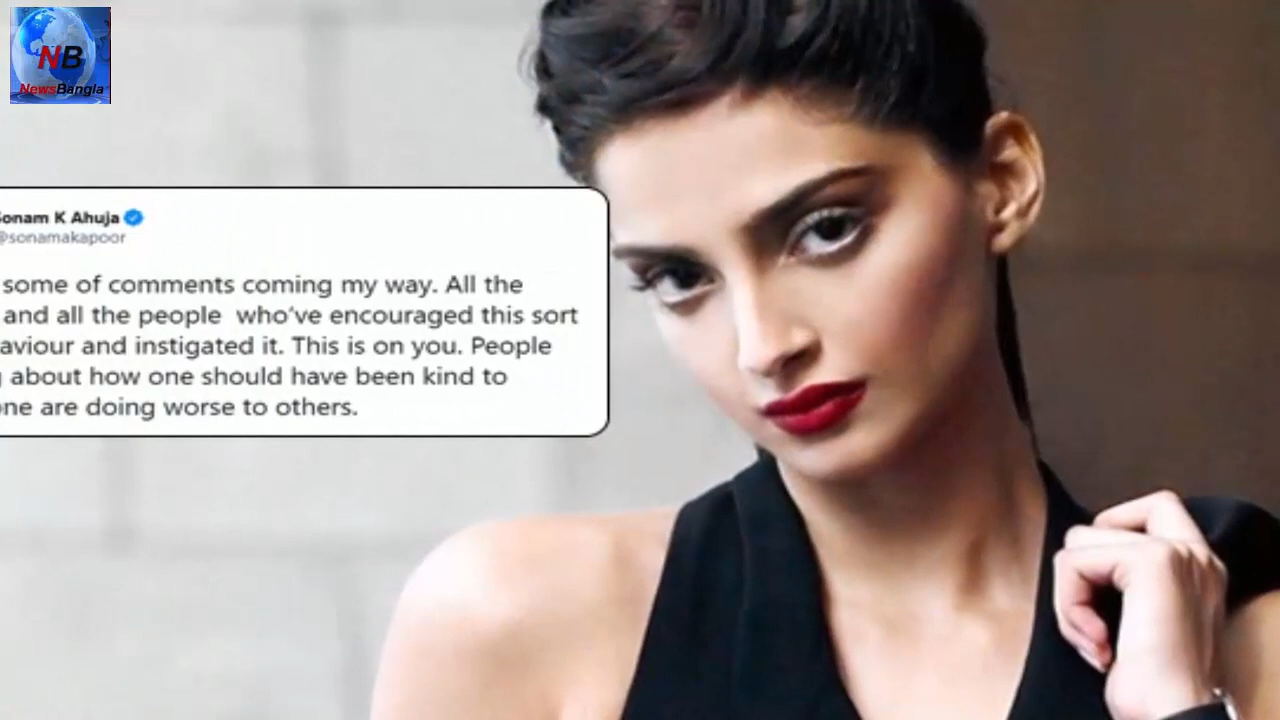 NB
NewsBangla
Sonam K Ahuja
@sonamakapoor
some of comments coming my way. All the
and all the people who've encouraged this sort
aviour and instigated it. This is on you. People
about how one should have been kind to
one are doing worse to others.